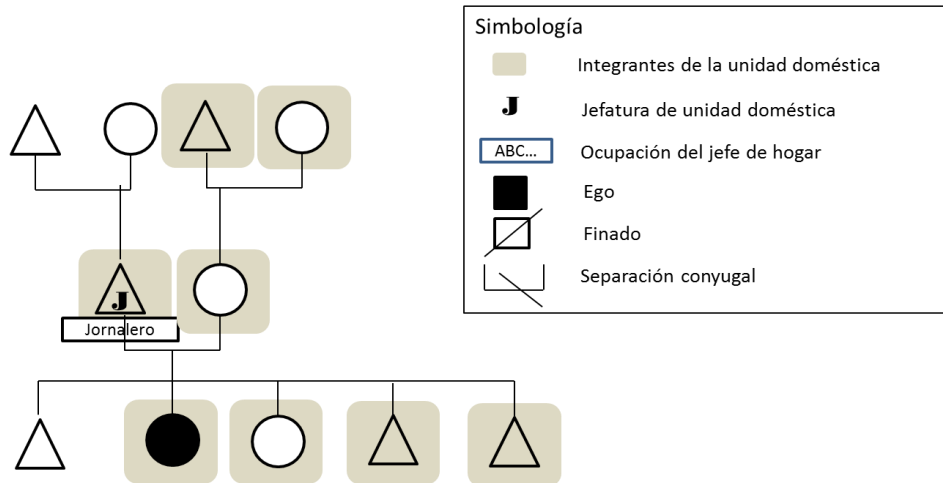 Simbología
Integrantes de la unidad doméstica
J
Jefatura de unidad doméstica
ABC...
Ocupación del jefe de hogar
Ego
Finado
Separación conyugal
J
Jornalero